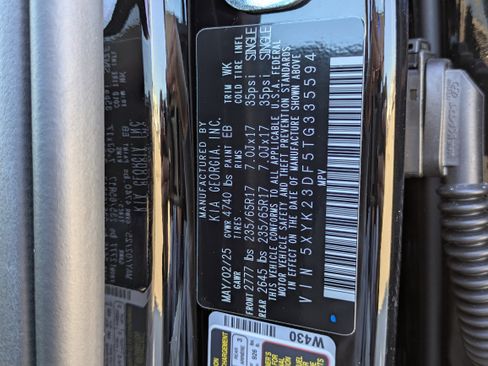 MANUFACTURED BY
KIA GEORGIA, INC.
MAY/02/25 GVWR 4740 lbs PAINT EB TRIM WK
GAWR TIRES RIMS COLD TIRE INFL.
FRONT 2777 lbs 235/65R17 7.0Jx17 35psi SINGLE
REAR 2645 lbs 235/65R17 7.0Jx17 35psi SINGLE
THIS VEHICLE CONFORMS TO ALL APPLICABLE U.S.A. FEDERAL
MOTOR VEHICLE SAFETY AND THEFT PREVENTION STANDARDS
IN EFFECT ON THE DATE OF MANUFACTURE SHOWN ABOVE.
VIN 5XYK23DF5TG335594
MPV
W430